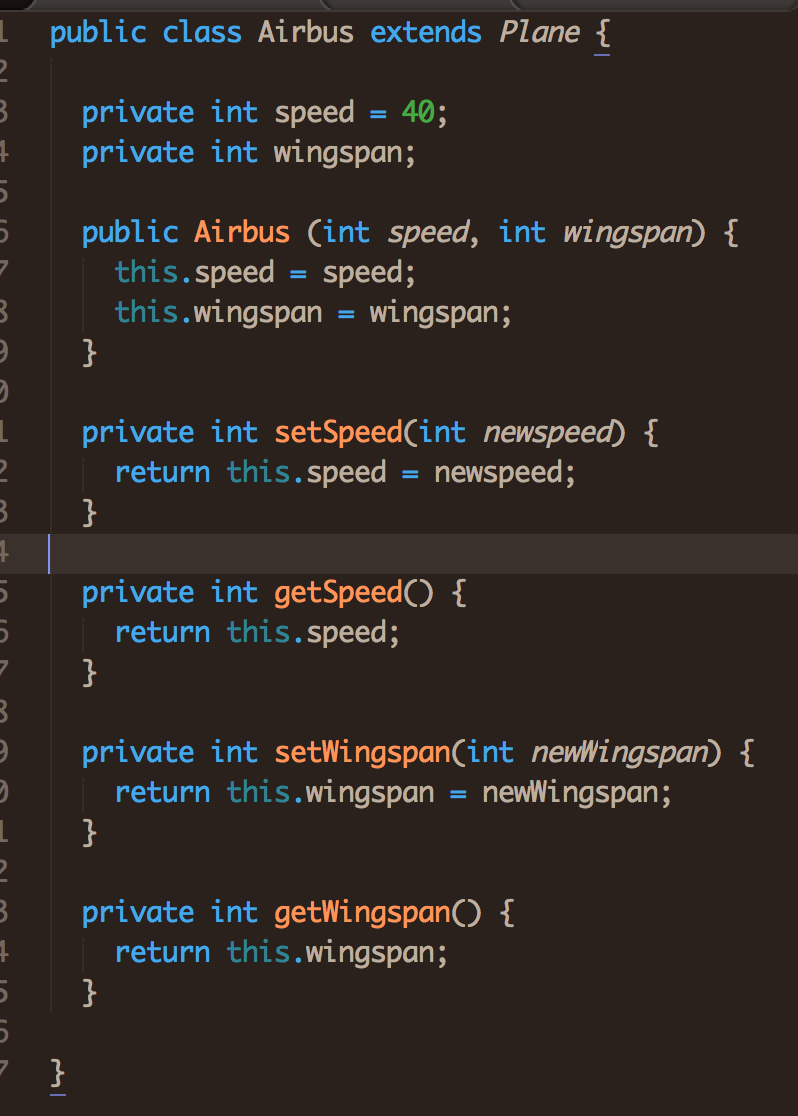 1 public class Airbus extends Plane {
2
3 private int speed = 40;
4 private int wingspan;
5
6 public Airbus (int speed, int wingspan) {
7 this.speed = speed;
8 this.wingspan = wingspan;
9 }
0
1 private int setSpeed(int newspeed) {
2 return this.speed = newspeed;
3 }
4
5 private int getSpeed() {
6 return this.speed;
7 }
8
9 private int setWingspan(int newWingspan) {
0 return this.wingspan = newWingspan;
1 }
2
3 private int getWingspan() {
4 return this.wingspan;
5 }
6
7 }